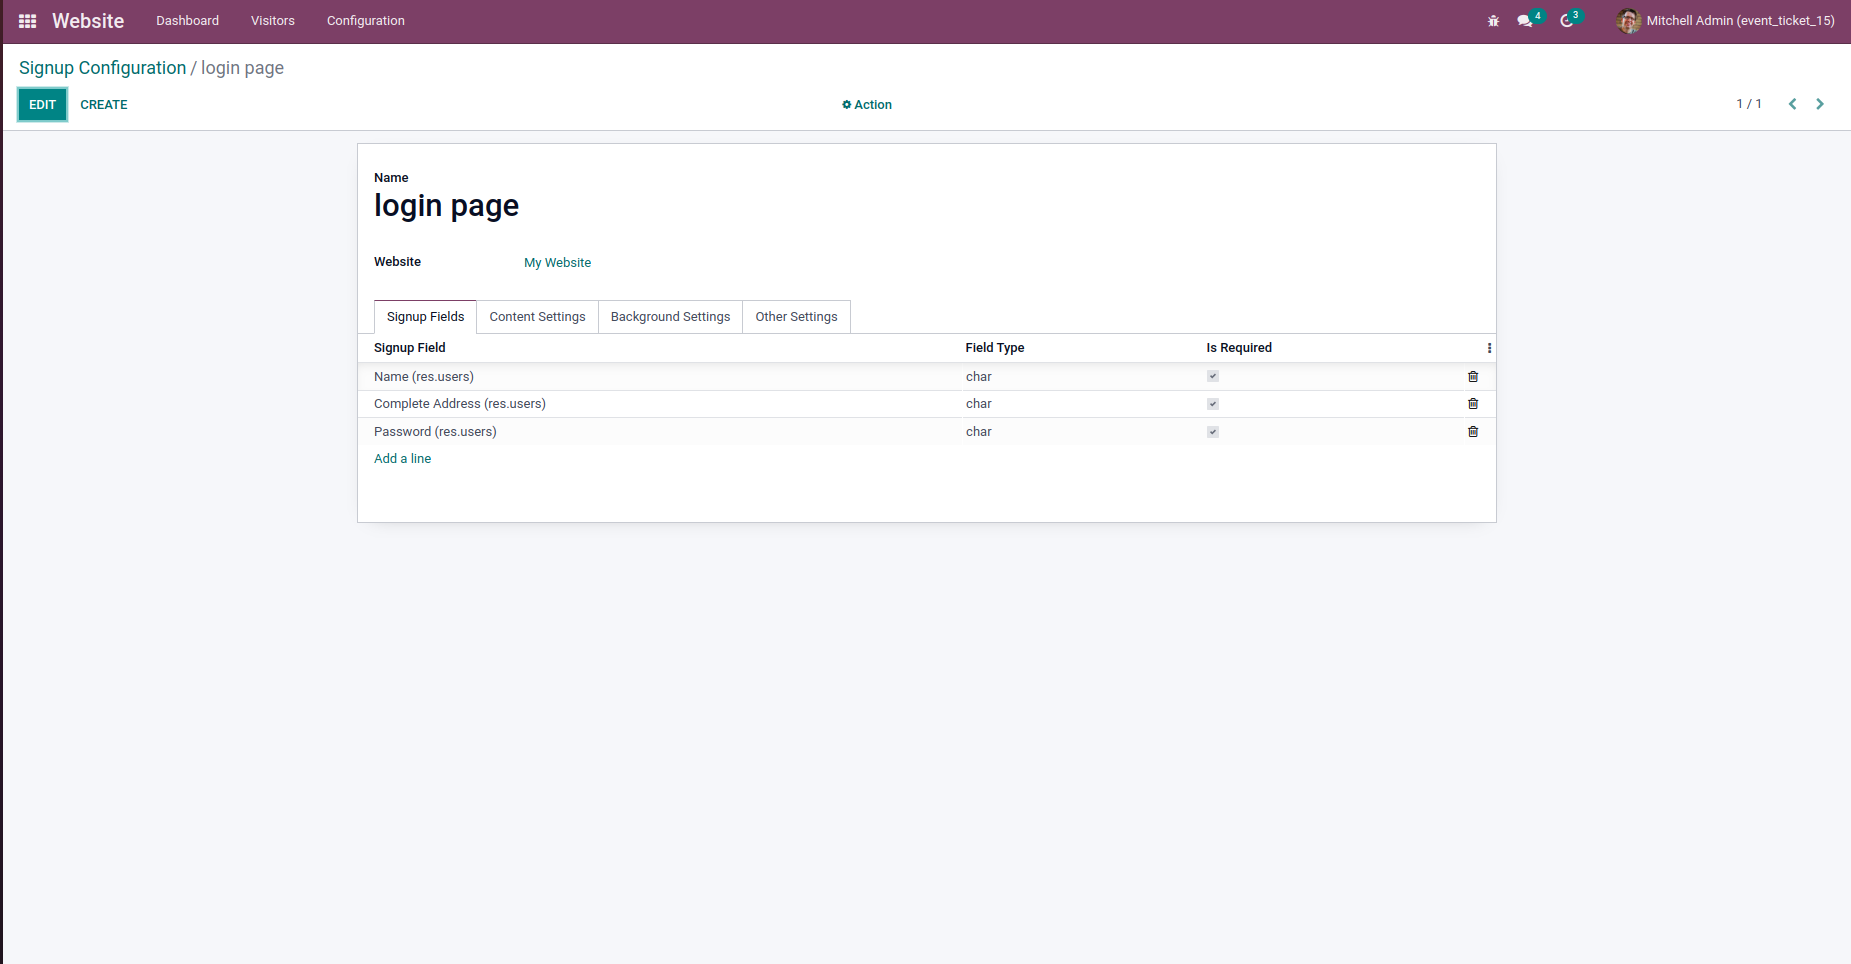 Website Dashboard Visitors Configuration 4 3 Mitchell Admin (event_ticket_15)
Signup Configuration / login page
EDIT CREATE Action 1 / 1
Name
login page
Website My Website
Signup Fields Content Settings Background Settings Other Settings
Signup Field Field Type Is Required
Name (res.users) char
Complete Address (res.users) char
Password (res.users) char
Add a line